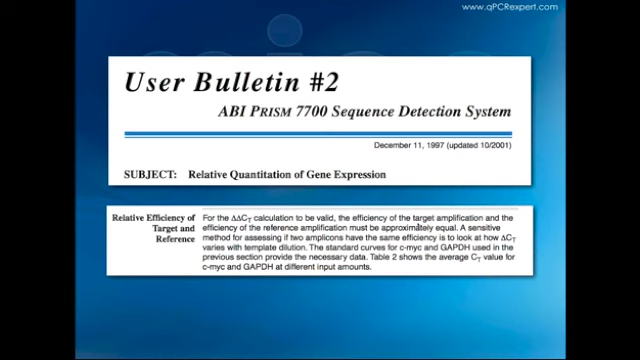 www.qPCRexpert.com
User Bulletin #2
ABI PRISM 7700 Sequence Detection System
December 11, 1997 (updated 10/2001)
SUBJECT: Relative Quantitation of Gene Expression
Relative Efficiency of
Target and
Reference
For the ΔΔCT calculation to be valid, the efficiency of the target amplification and the
efficiency of the reference amplification must be approximately equal. A sensitive
method for assessing if two amplicons have the same efficiency is to look at how ΔCT
varies with template dilution. The standard curves for c-myc and GAPDH used in the
previous section provide the necessary data. Table 2 shows the average CT value for
c-myc and GAPDH at different input amounts.